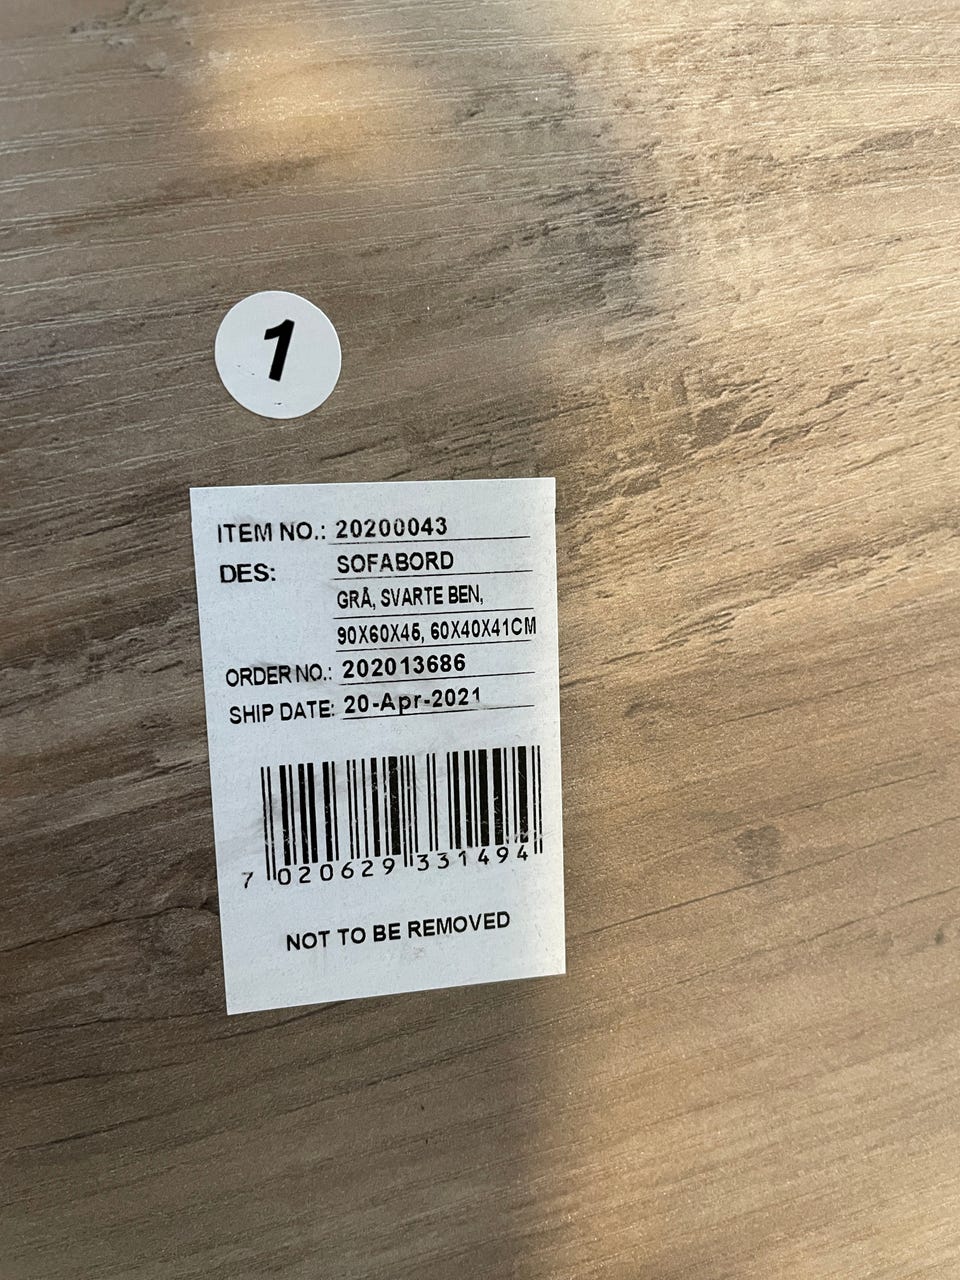 1
ITEM NO.: 20200043
DES: SOFABORD
GRÅ, SVARTE BEN,
90X60X45, 60X40X41CM
ORDER NO.: 202013686
SHIP DATE: 20-Apr-2021
7 020629 331494
NOT TO BE REMOVED